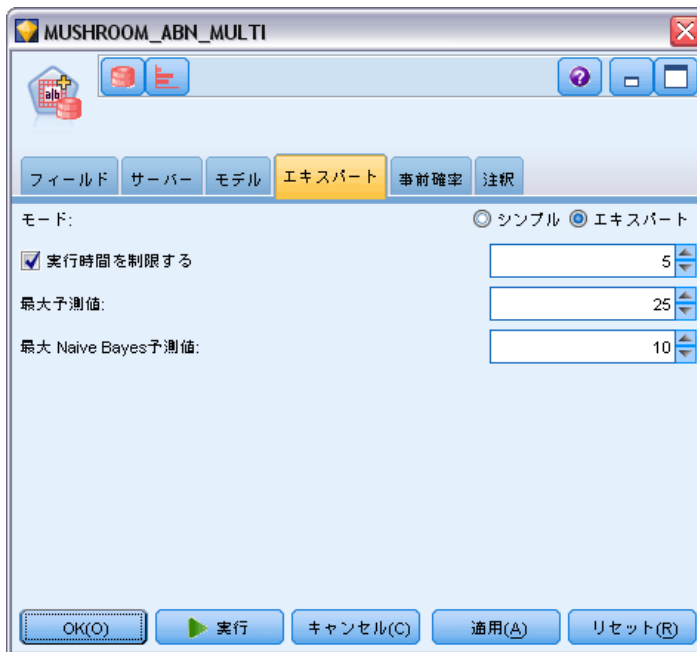 MUSHROOM_ABN_MULTI
a|b
?
フィールド サーバー モデル エキスパート 事前確率 注釈
モード: シンプル エキスパート
実行時間を制限する 5
最大予測値: 25
最大 Naive Bayes予測値: 10
OK(O) 実行 キャンセル(C) 適用(A) リセット(R)